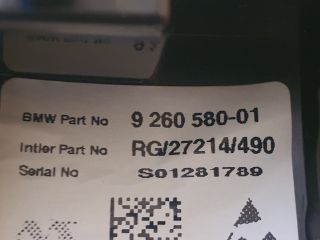 BMW Part No 9 260 580-01
Intier Part No RG/27214/490
Serial No S01281789